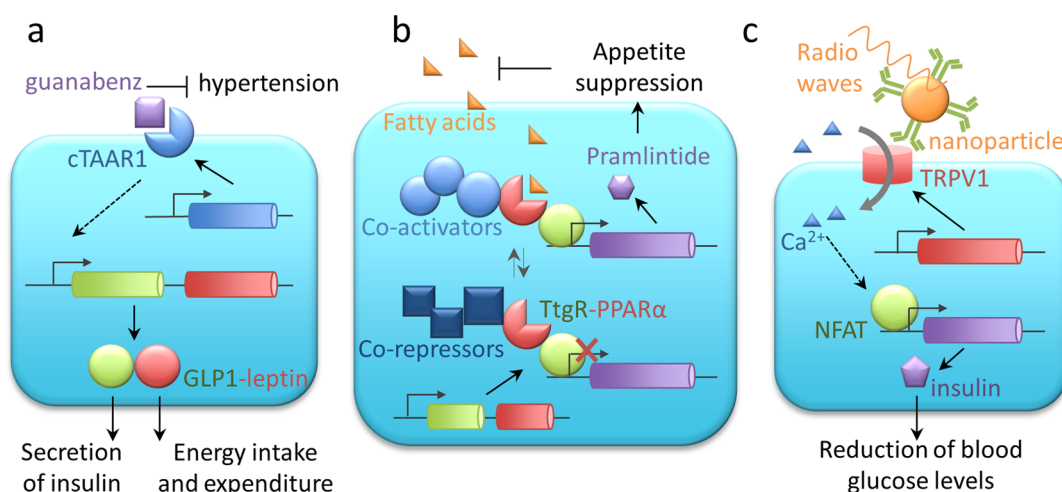 a
guanabenz
hypertension
cTAAR1
GLP1-leptin
Secretion
of insulin
Energy intake
and expenditure
b
Appetite
suppression
Fatty acids
Pramlintide
Co-activators
TtgR-PPARα
Co-repressors
c
Radio
waves
nanoparticle
TRPV1
Ca2+
NFAT
insulin
Reduction of blood
glucose levels